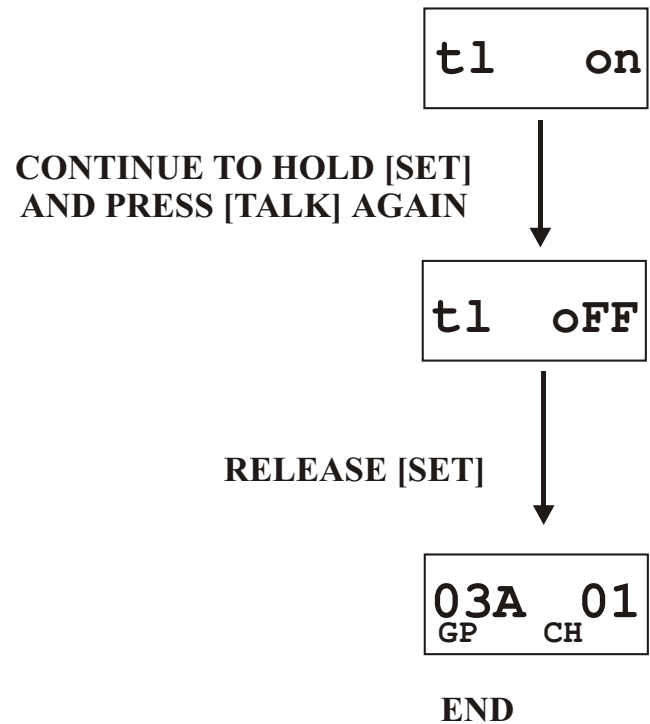 tl on
CONTINUE TO HOLD [SET]
AND PRESS [TALK] AGAIN
tl oFF
RELEASE [SET]
03A 01
GP CH
END